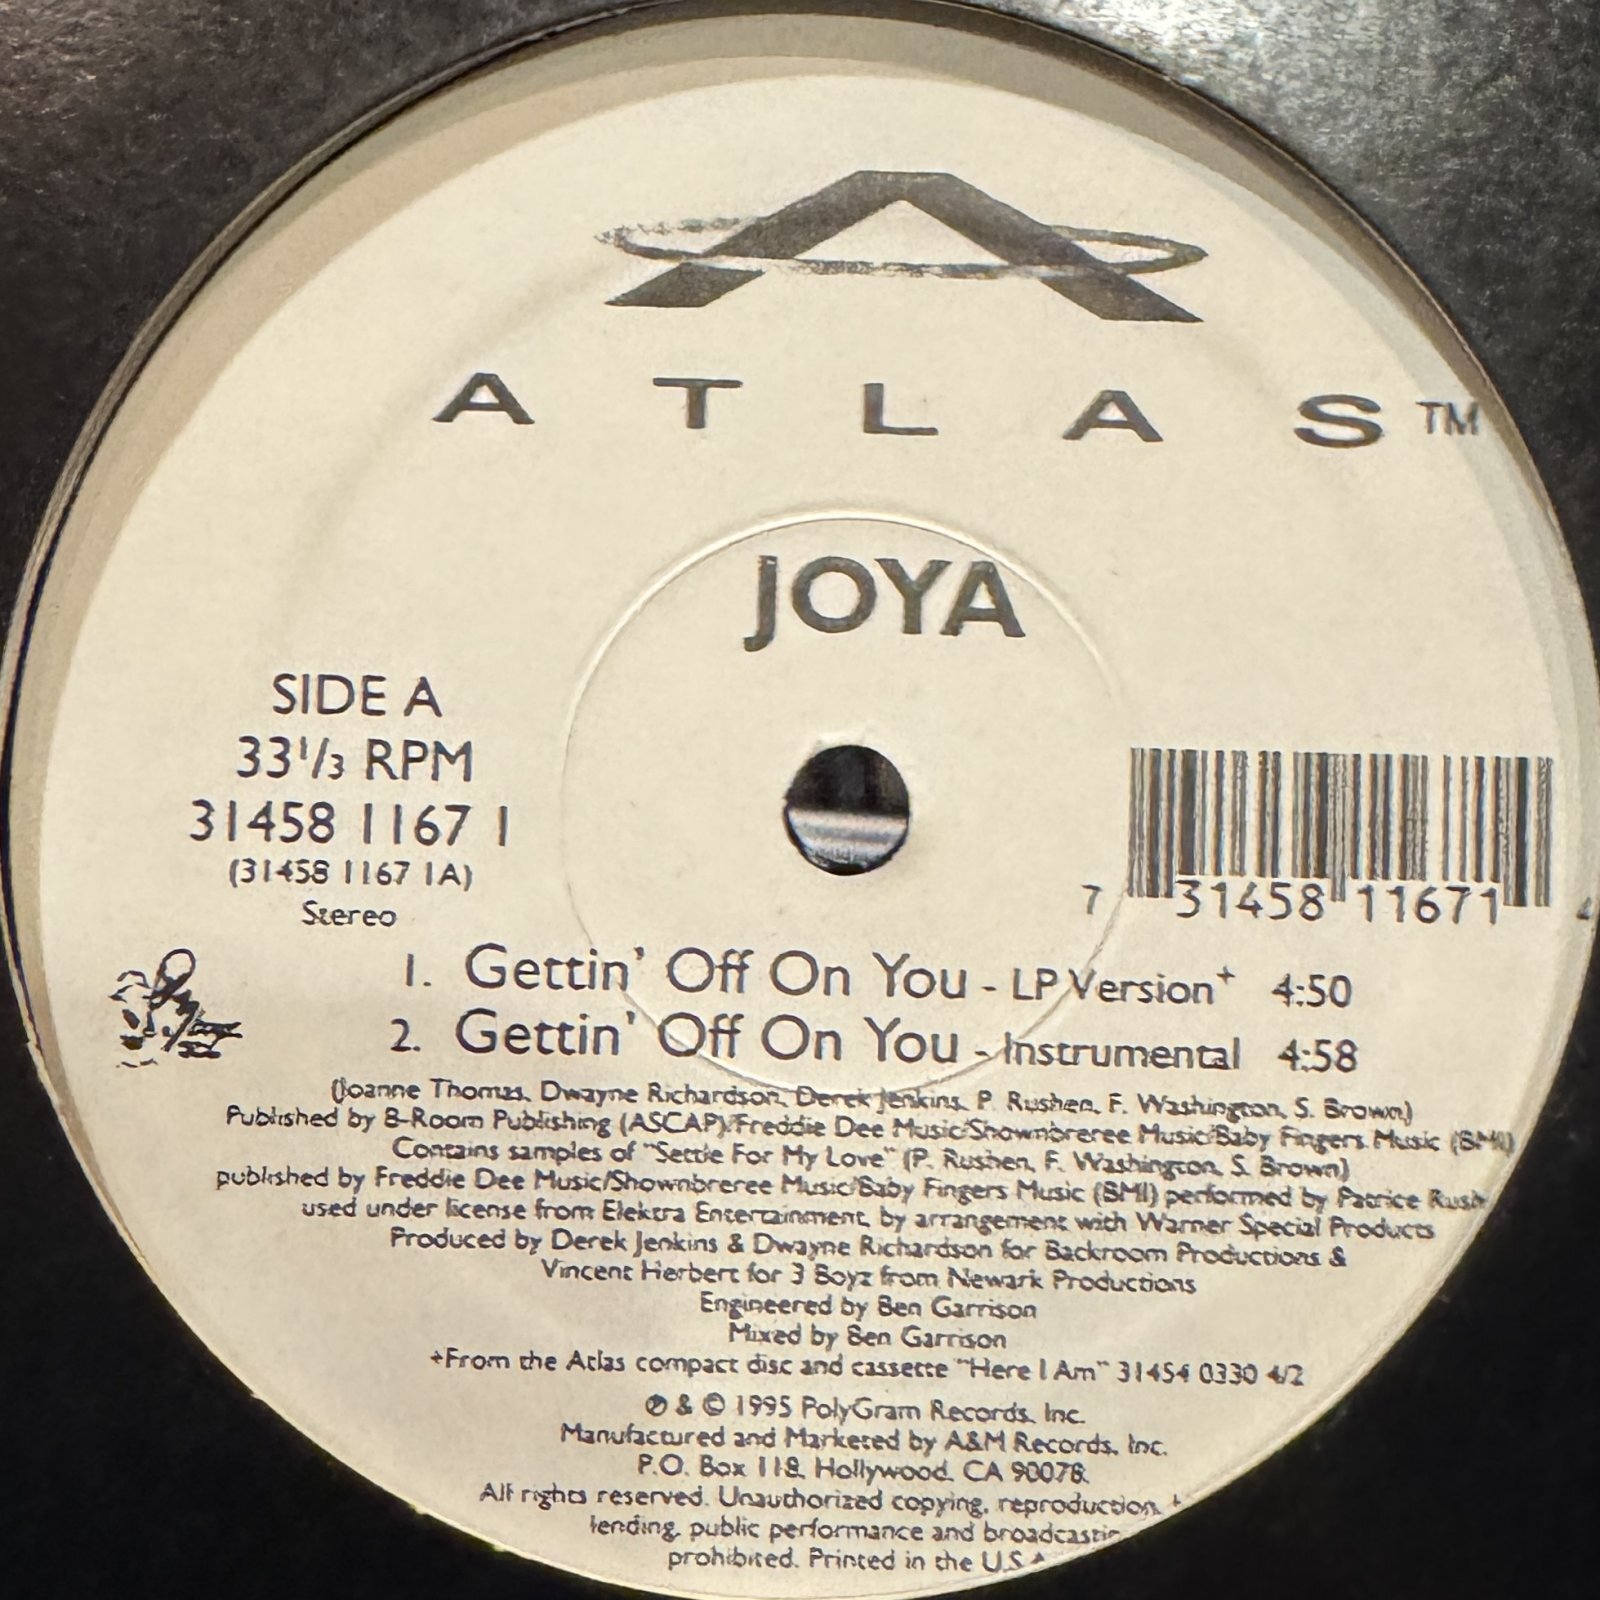 ATLAS™
JOYA
SIDE A
33⅓ RPM
31458 1167 1
(31458 1167 1A)
Stereo
7 31458 11671 4
1. Gettin' Off On You - LP Version+ 4:50
2. Gettin' Off On You - Instrumental 4:58
(Joanne Thomas, Dwayne Richardson, Derek Jenkins, P. Rushen, F. Washington, S. Brown)
Published by B-Room Publishing (ASCAP)/Freddie Dee Music/Shownbreree Music/Baby Fingers Music (BMI)
Contains samples of "Settle For My Love" (P. Rushen, F. Washington, S. Brown)
published by Freddie Dee Music/Shownbreree Music/Baby Fingers Music (BMI) performed by Patrice Rush
used under license from Elektra Entertainment, by arrangement with Warner Special Products
Produced by Derek Jenkins & Dwayne Richardson for Backroom Productions &
Vincent Herbert for 3 Boyz from Newark Productions
Engineered by Ben Garrison
Mixed by Ben Garrison
+From the Atlas compact disc and cassette "Here I Am" 31454 0330 4/2
℗ & © 1995 PolyGram Records, Inc.
Manufactured and Marketed by A&M Records, Inc.
P.O. Box 118, Hollywood, CA 90078.
All rights reserved. Unauthorized copying, reproduction,
lending, public performance and broadcastin
prohibited. Printed in the U.S.A